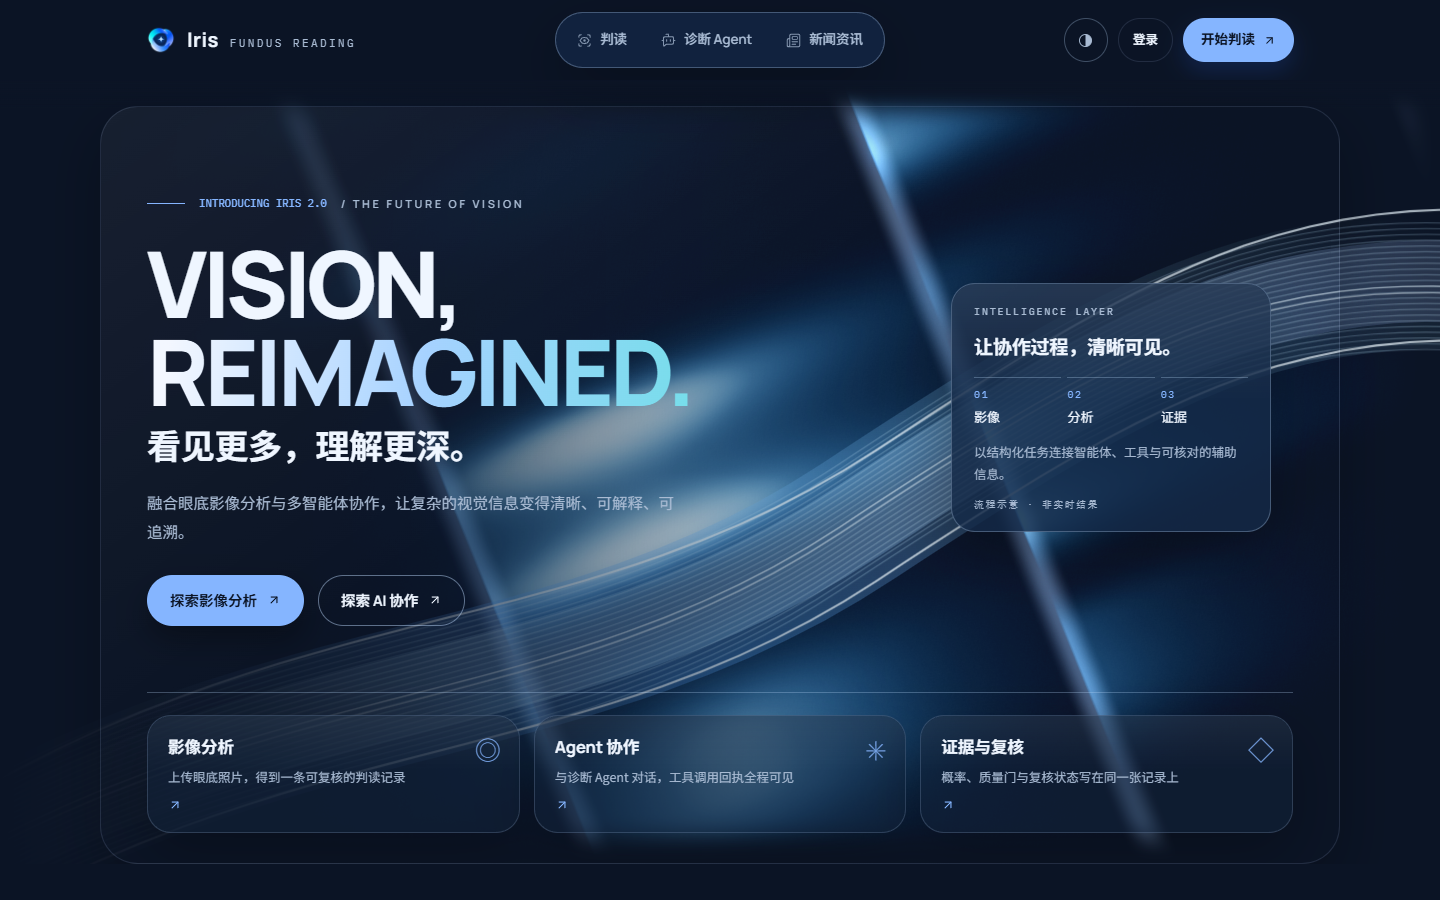 Iris FUNDUS READING
判读
诊断 Agent
新闻资讯
登录
开始判读
INTRODUCING IRIS 2.0 / THE FUTURE OF VISION
VISION,
REIMAGINED.
看见更多，理解更深。
融合眼底影像分析与多智能体协作，让复杂的视觉信息变得清晰、可解释、可
追溯。
探索影像分析
探索 AI 协作
INTELLIGENCE LAYER
让协作过程，清晰可见。
01 02 03
影像 分析 证据
以结构化任务连接智能体、工具与可核对的辅助
信息。
流程示意 · 非实时结果
影像分析
上传眼底照片，得到一条可复核的判读记录
Agent 协作
与诊断 Agent 对话，工具调用回执全程可见
证据与复核
概率、质量门与复核状态写在同一张记录上